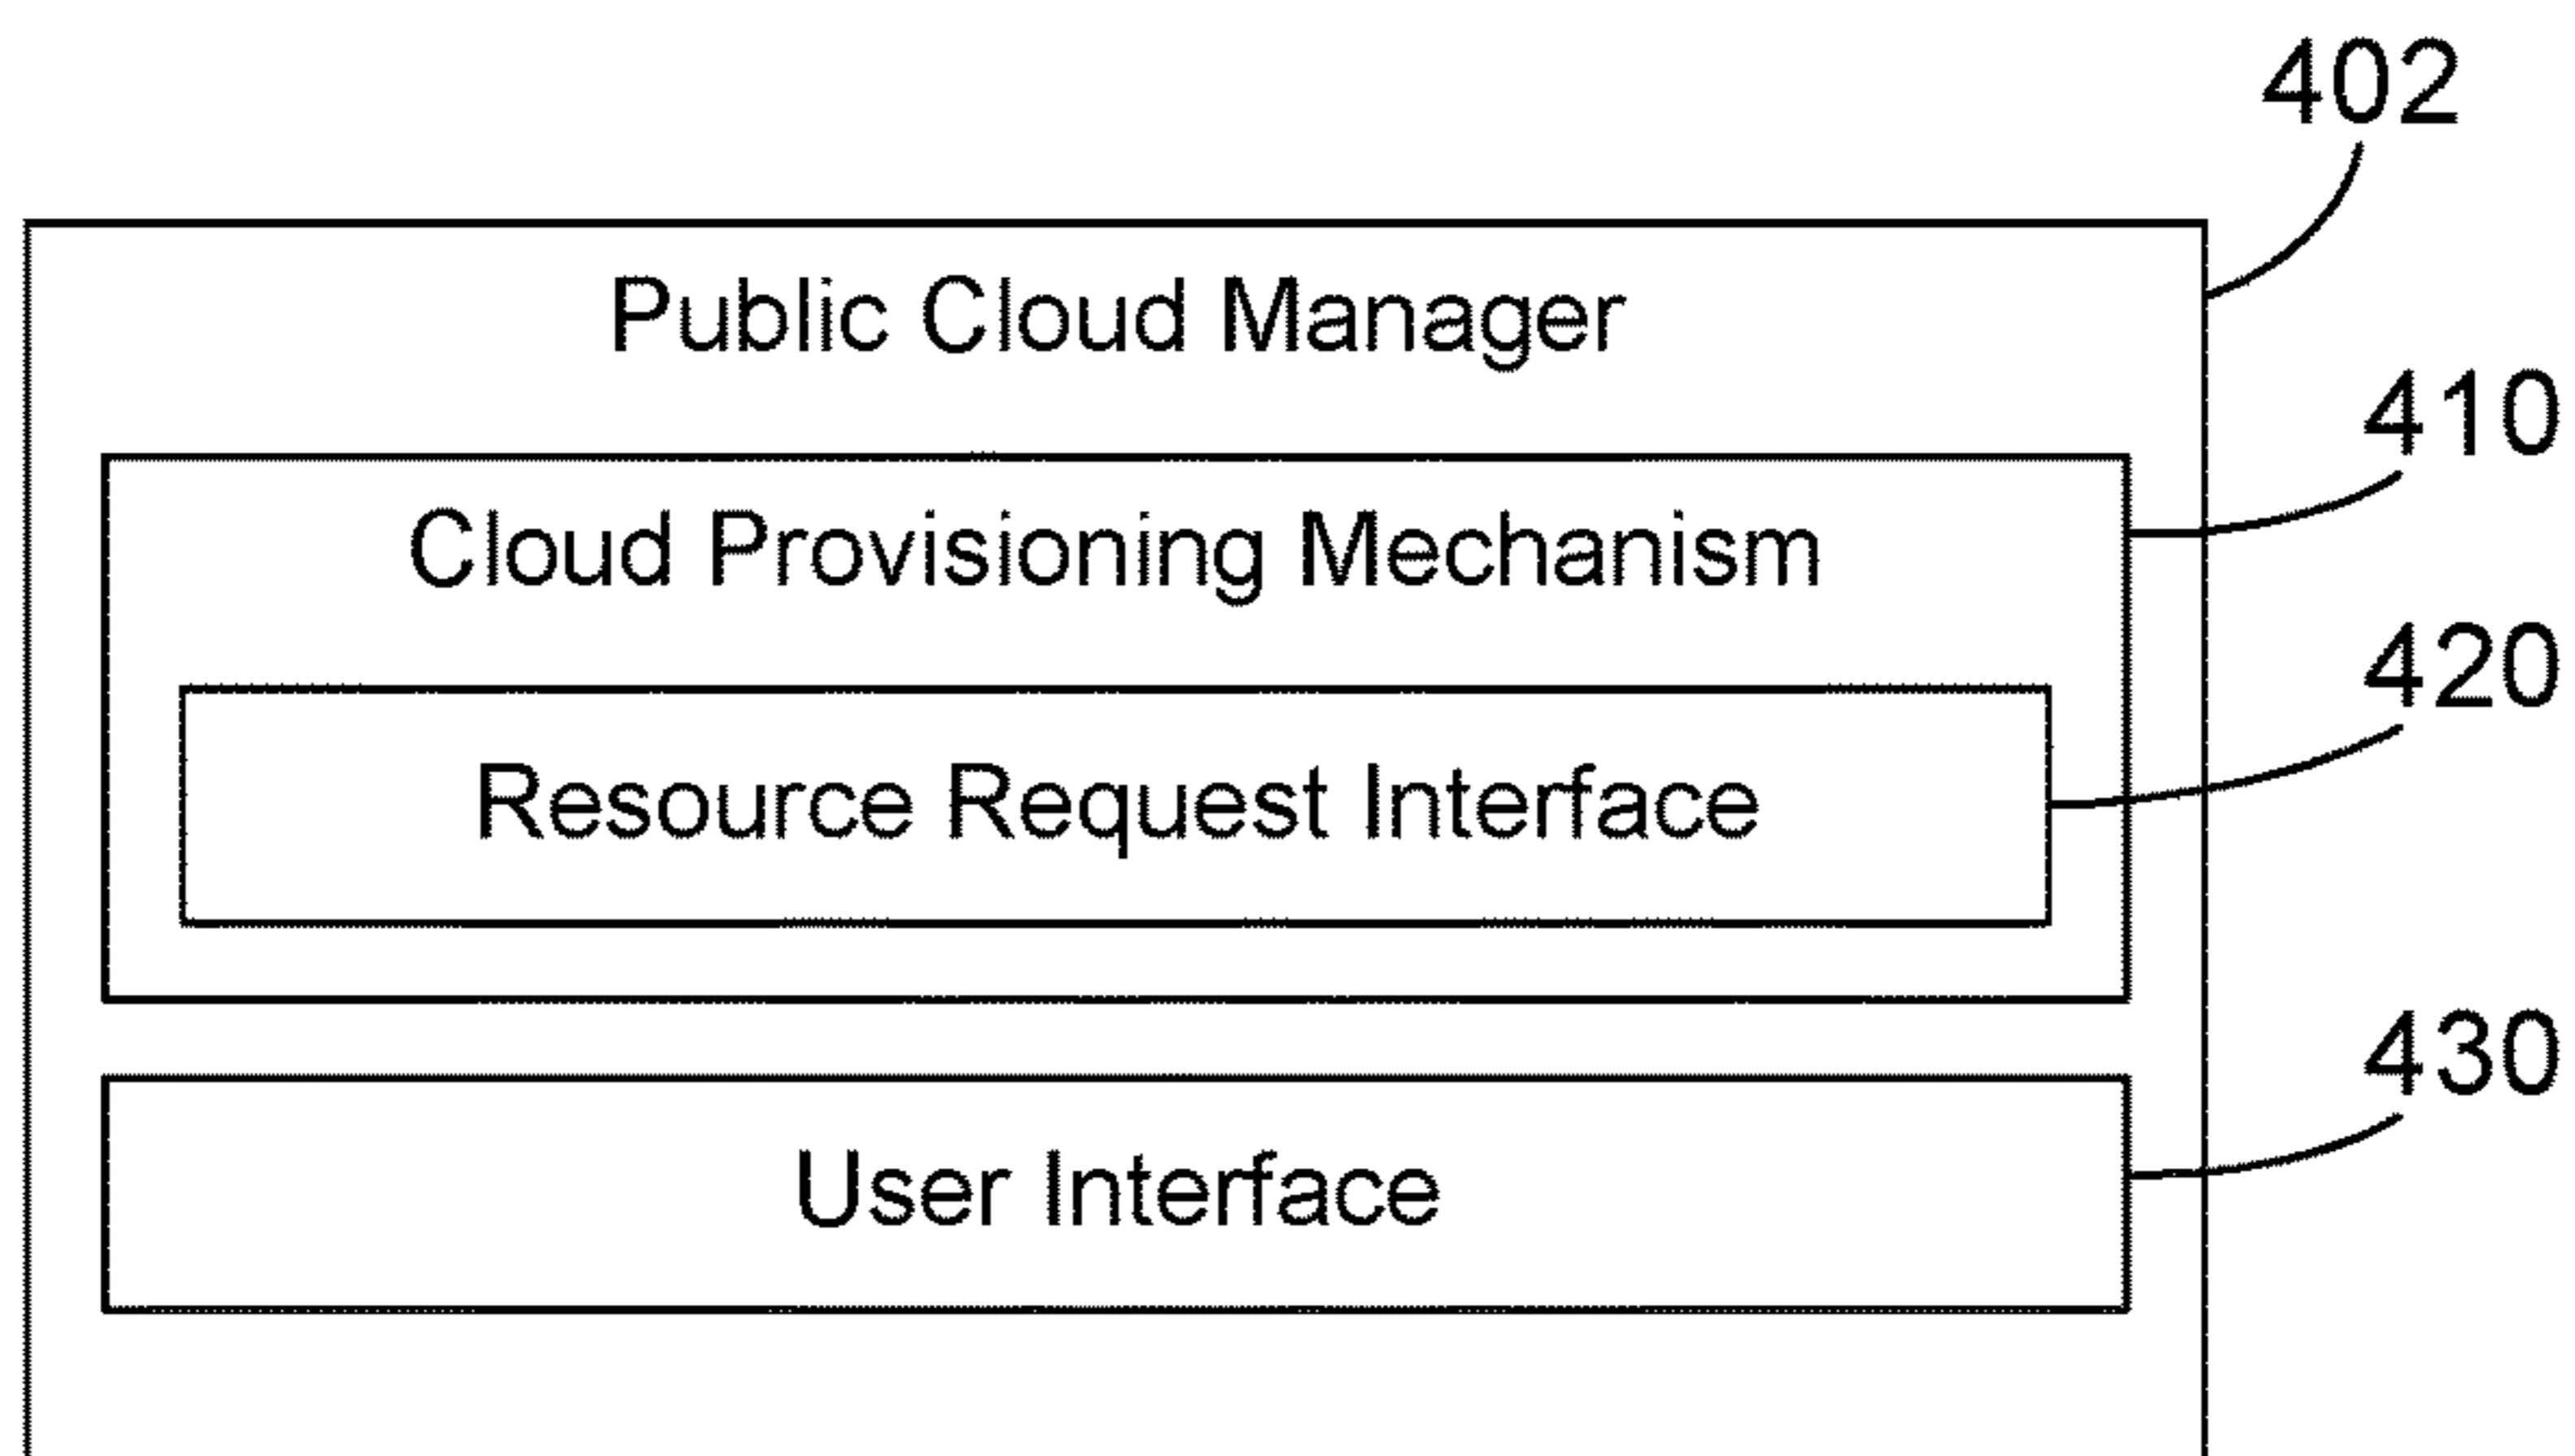 402
Public Cloud Manager
410
Cloud Provisioning Mechanism
420
Resource Request Interface
430
User Interface